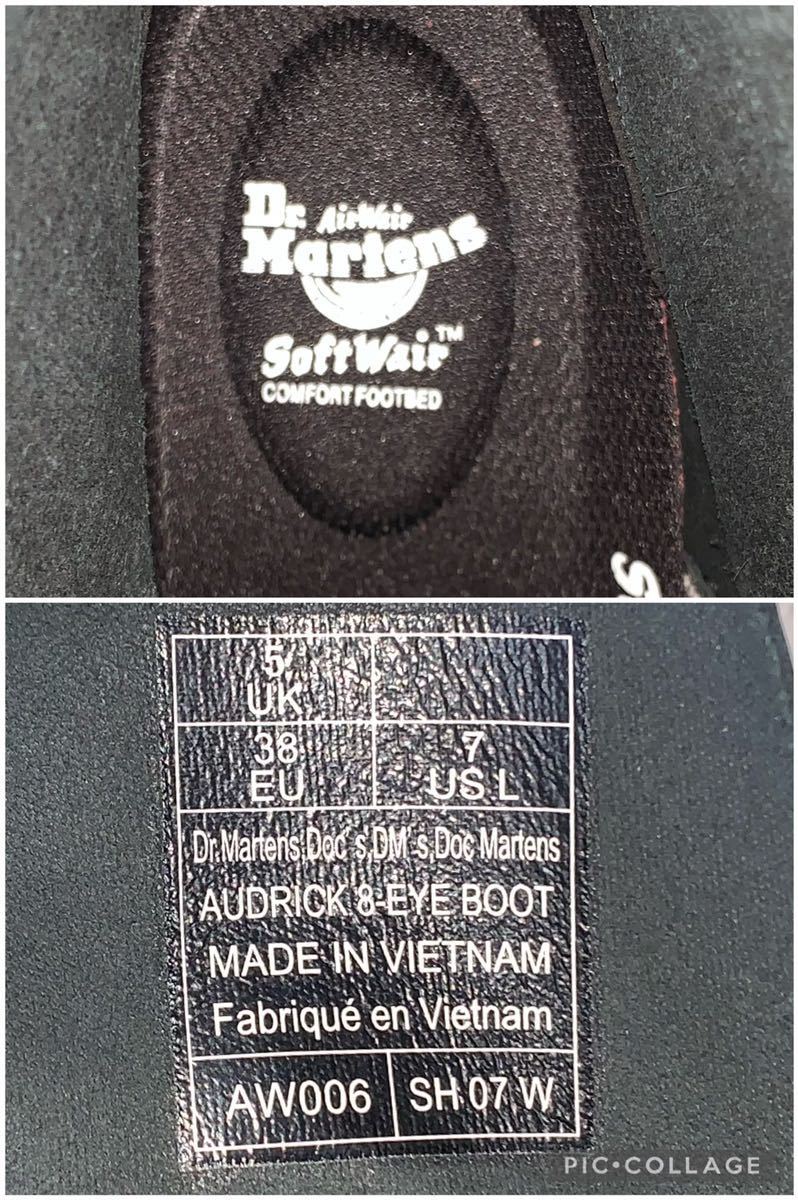 Dr. AirWair
Martens
SoftWair™
COMFORT FOOTBED
s
5
UK
38
EU
7
US L
Dr.Martens,Doc´s,DM´s,Doc Martens
AUDRICK 8-EYE BOOT
MADE IN VIETNAM
Fabriqué en Vietnam
AW006
SH 07 W
PIC•COLLAGE